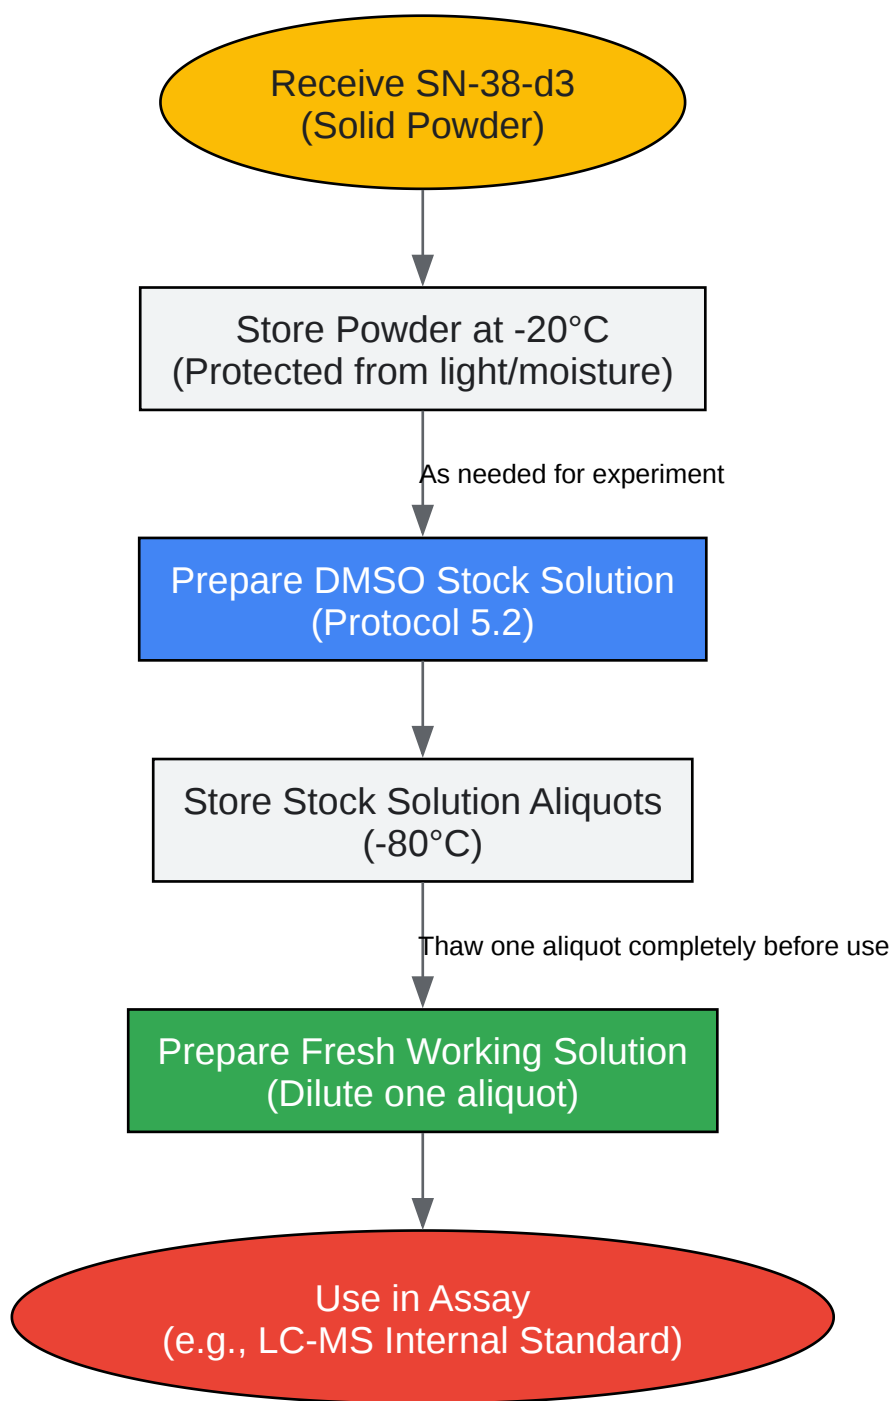 Receive SN-38-d3
(Solid Powder)
Store Powder at -20°C
(Protected from light/moisture)
As needed for experiment
Prepare DMSO Stock Solution
(Protocol 5.2)
Store Stock Solution Aliquots
(-80°C)
Thaw one aliquot completely before use
Prepare Fresh Working Solution
(Dilute one aliquot)
Use in Assay
(e.g., LC-MS Internal Standard)